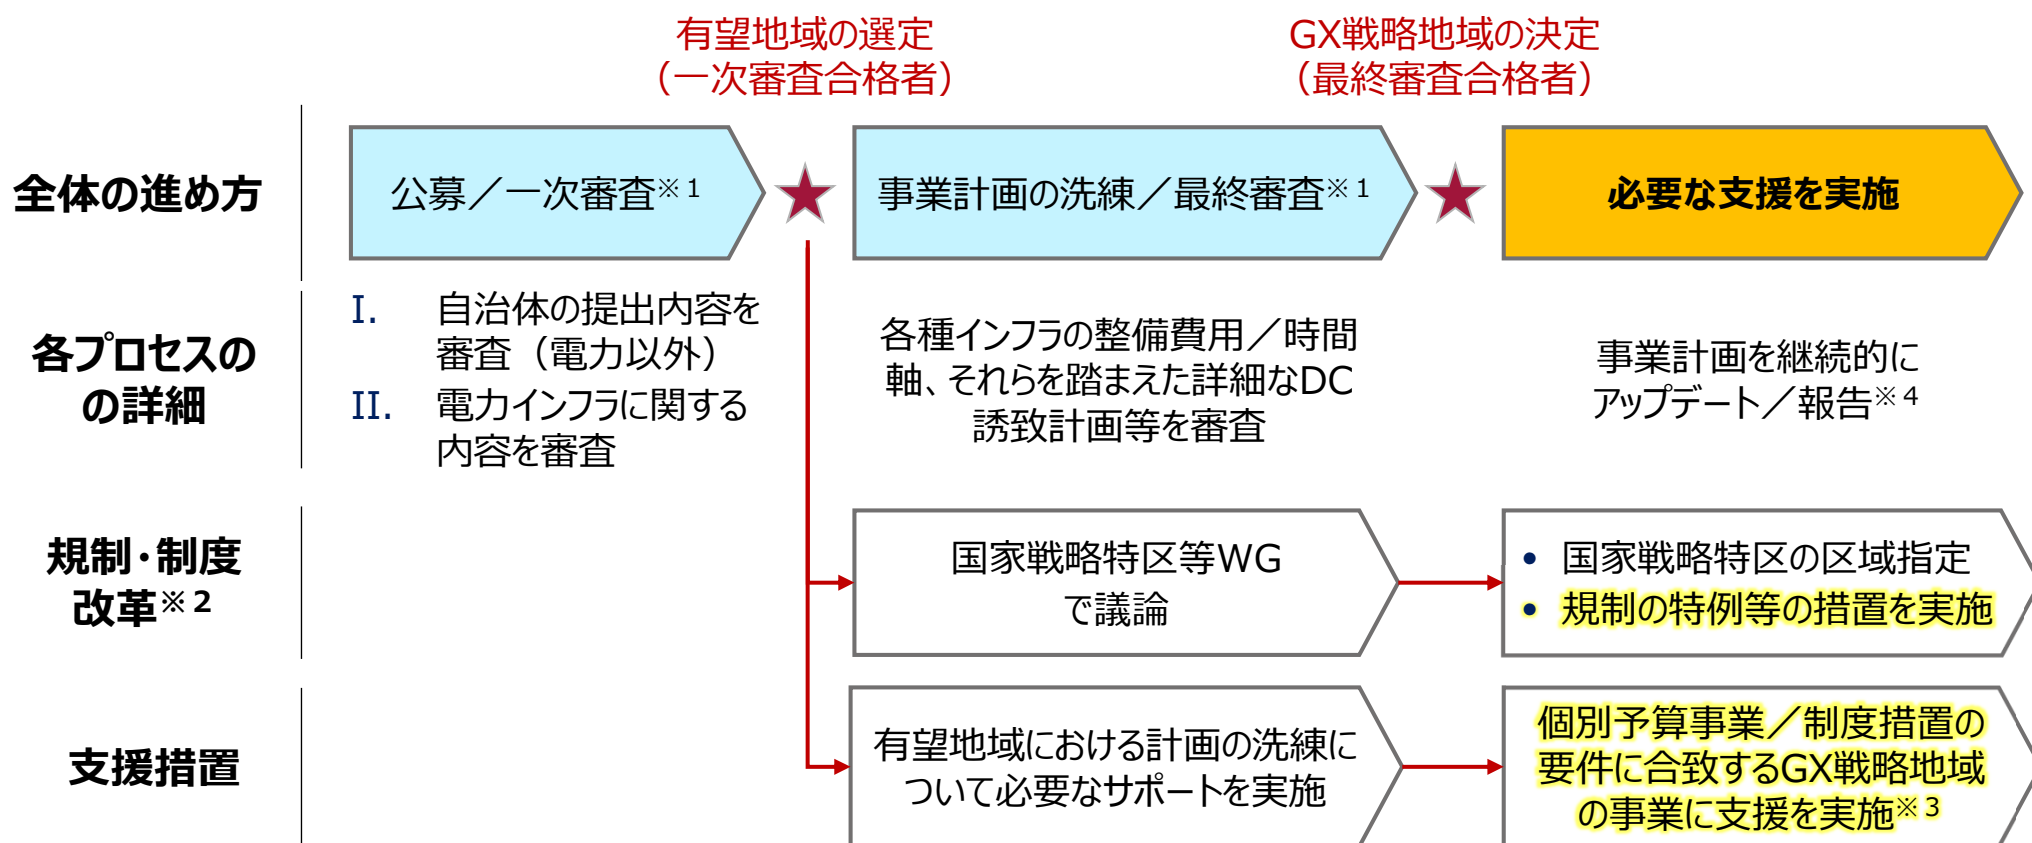 有望地域の選定
（一次審査合格者）
GX戦略地域の決定
（最終審査合格者）
全体の進め方
公募／一次審査※1
事業計画の洗練／最終審査※1
必要な支援を実施
各プロセスの
の詳細
I. 自治体の提出内容を
審査（電力以外）
II. 電力インフラに関する
内容を審査
各種インフラの整備費用／時間
軸、それらを踏まえた詳細なDC
誘致計画等を審査
事業計画を継続的に
アップデート／報告※4
規制・制度
改革※2
国家戦略特区等WG
で議論
• 国家戦略特区の区域指定
• 規制の特例等の措置を実施
支援措置
有望地域における計画の洗練に
ついて必要なサポートを実施
個別予算事業／制度措置の
要件に合致するGX戦略地域
の事業に支援を実施※3